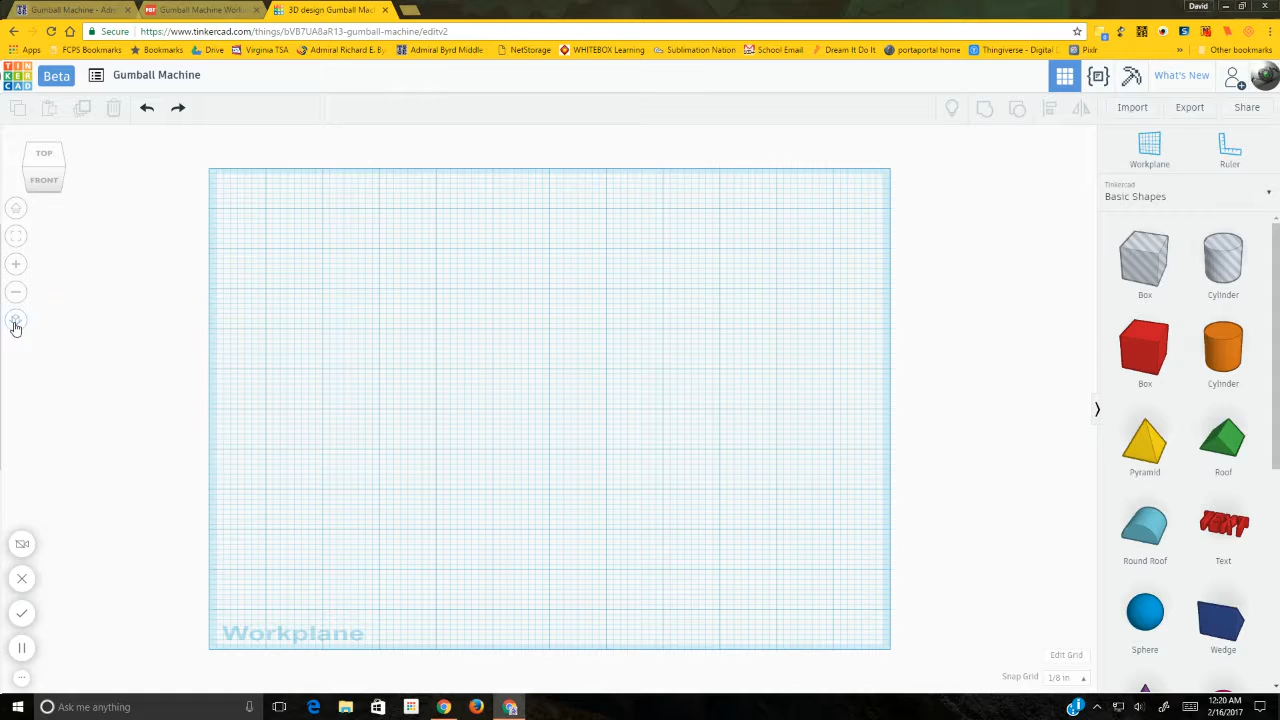 Gumball Machine - Adm
Gumball Machine Works
3D design Gumball Mac
David
Secure
https://www.tinkercad.com/things/bVB7UA8aR13-gumball-machine/editv2
Apps
FCPS Bookmarks
Bookmarks
Drive
Virginia TSA
Admiral Richard E. By
Admiral Byrd Middle
NetStorage
WHITEBOX Learning
Sublimation Nation
School Email
Dream It Do It
portaportal home
Thingiverse - Digital
Pixlr
»
Other bookmarks
TIN
KER
CAD
Beta
Gumball Machine
What's New
Import
Export
Share
TOP
FRONT
Workplane
Ruler
Tinkercad
Basic Shapes
Box
Cylinder
Box
Cylinder
Pyramid
Roof
Round Roof
TEXT
Text
Sphere
Wedge
Workplane
Edit Grid
Snap Grid
1/8 in
Ask me anything
12:20 AM
2/16/2017